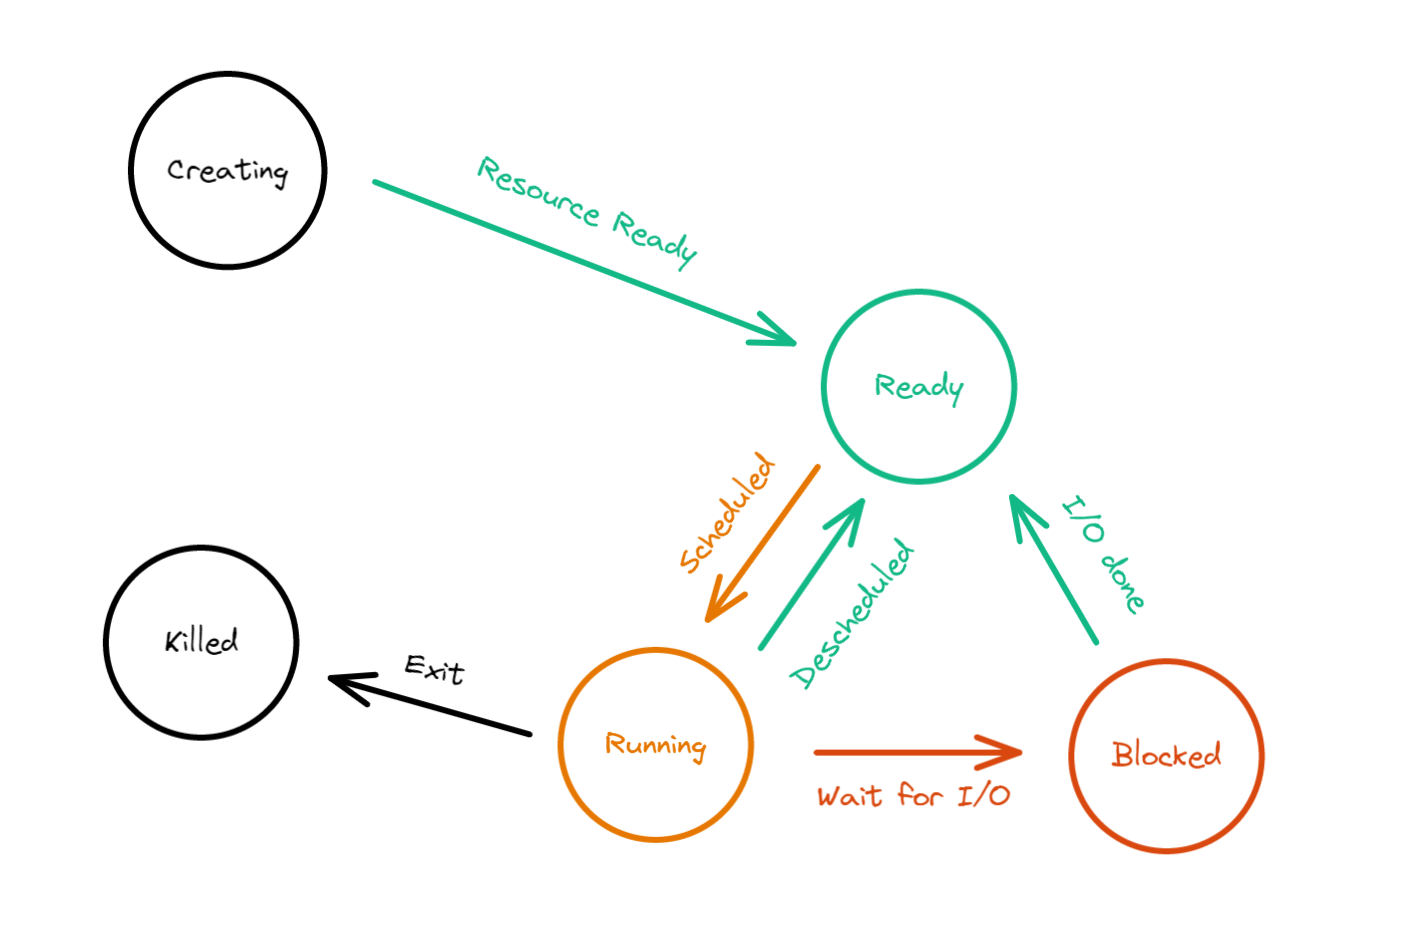 Creating
Resource Ready
Ready
Scheduled
Descheduled
I/O done
Killed
Exit
Running
Wait for I/O
Blocked